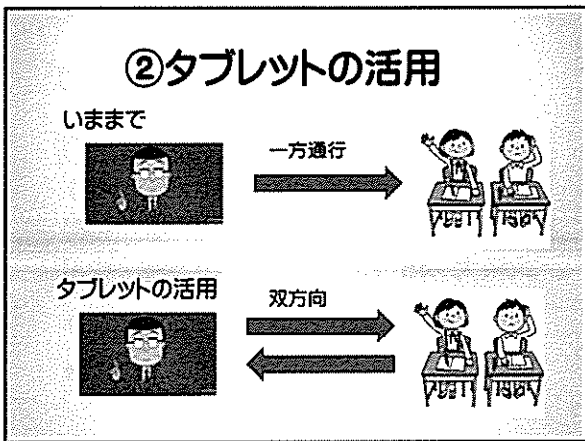 ②タブレットの活用
いままで
一方通行
タブレットの活用
双方向